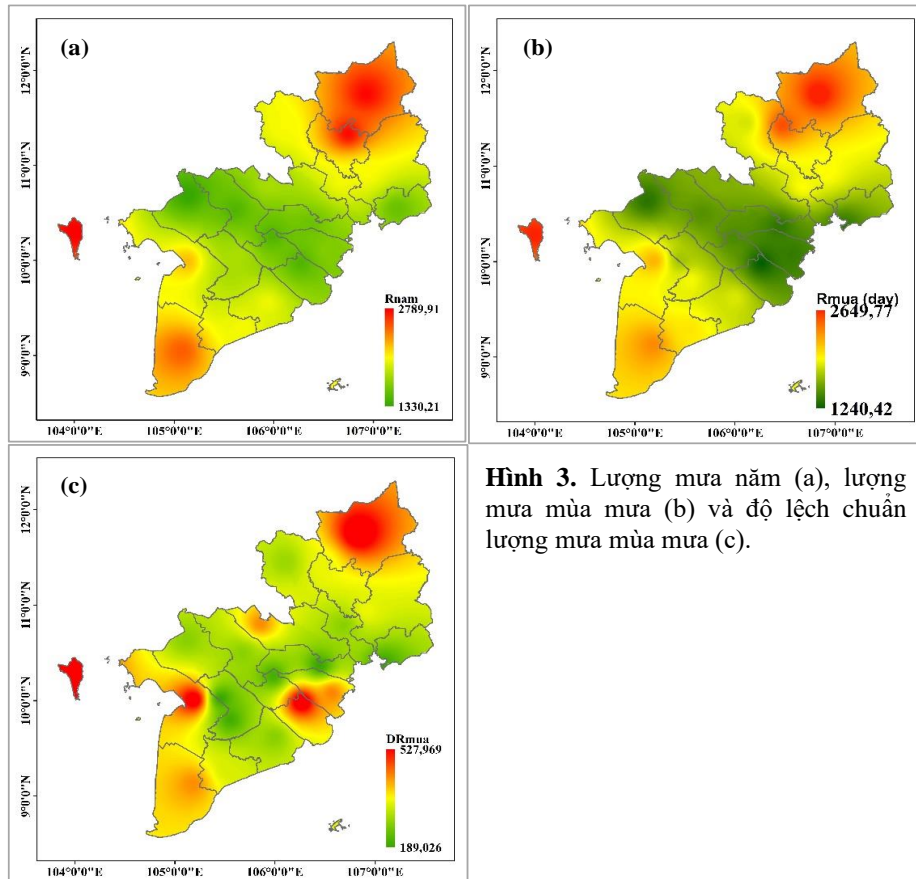 (a)
12°0'0"N
11°0'0"N
10°0'0"N
9°0'0"N
Rnam
2789,91
1330,21
104°0'0"E 105°0'0"E 106°0'0"E 107°0'0"E
(b)
12°0'0"N
11°0'0"N
10°0'0"N
9°0'0"N
Rmua (day)
2649,77
1240,42
104°0'0"E 105°0'0"E 106°0'0"E 107°0'0"E
(c)
12°0'0"N
11°0'0"N
10°0'0"N
9°0'0"N
DRmua
527,969
189,026
104°0'0"E 105°0'0"E 106°0'0"E 107°0'0"E
Hình 3. Lượng mưa năm (a), lượng
mưa mùa mưa (b) và độ lệch chuẩn
lượng mưa mùa mưa (c).